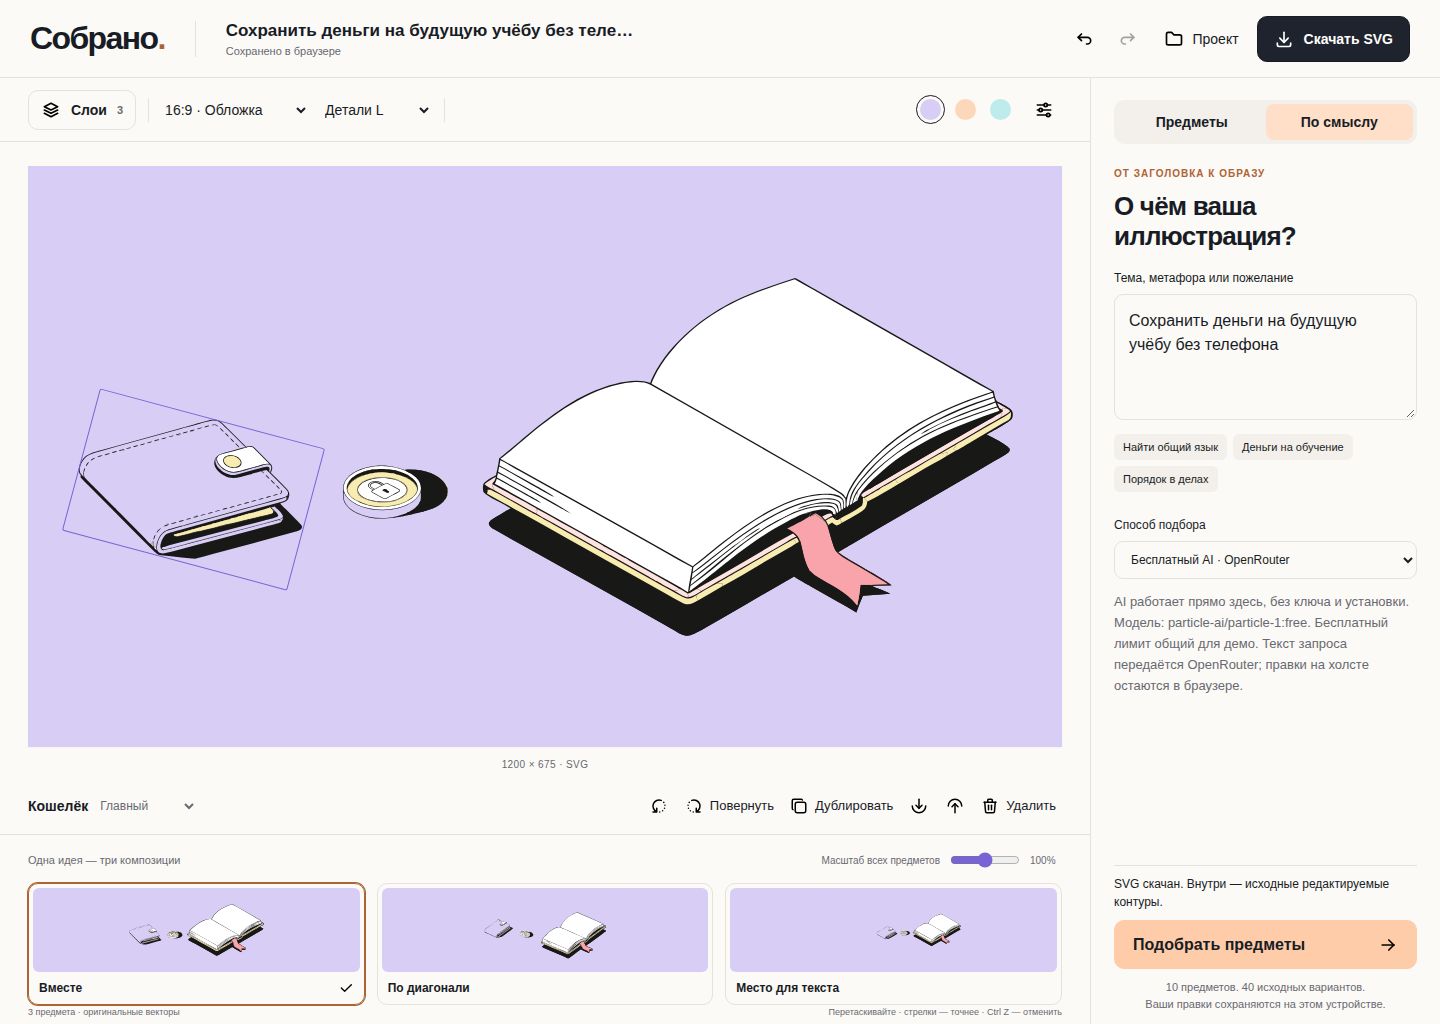 Собрано.
Сохранить деньги на будущую учёбу без теле…
Сохранено в браузере
Проект
Скачать SVG
Слои 3
16:9 · Обложка
Детали L
Предметы
По смыслу
ОТ ЗАГОЛОВКА К ОБРАЗУ
О чём ваша
иллюстрация?
Тема, метафора или пожелание
Сохранить деньги на будущую
учёбу без телефона
Найти общий язык
Деньги на обучение
Порядок в делах
Способ подбора
Бесплатный AI · OpenRouter
AI работает прямо здесь, без ключа и установки.
Модель: particle-ai/particle-1:free. Бесплатный
лимит общий для демо. Текст запроса
передаётся OpenRouter; правки на холсте
остаются в браузере.
1200 × 675 · SVG
Кошелёк
Главный
Повернуть
Дублировать
Удалить
Одна идея — три композиции
Масштаб всех предметов
100%
Вместе
По диагонали
Место для текста
3 предмета · оригинальные векторы
Перетаскивайте · стрелки — точнее · Ctrl Z — отменить
SVG скачан. Внутри — исходные редактируемые
контуры.
Подобрать предметы
10 предметов. 40 исходных вариантов.
Ваши правки сохраняются на этом устройстве.